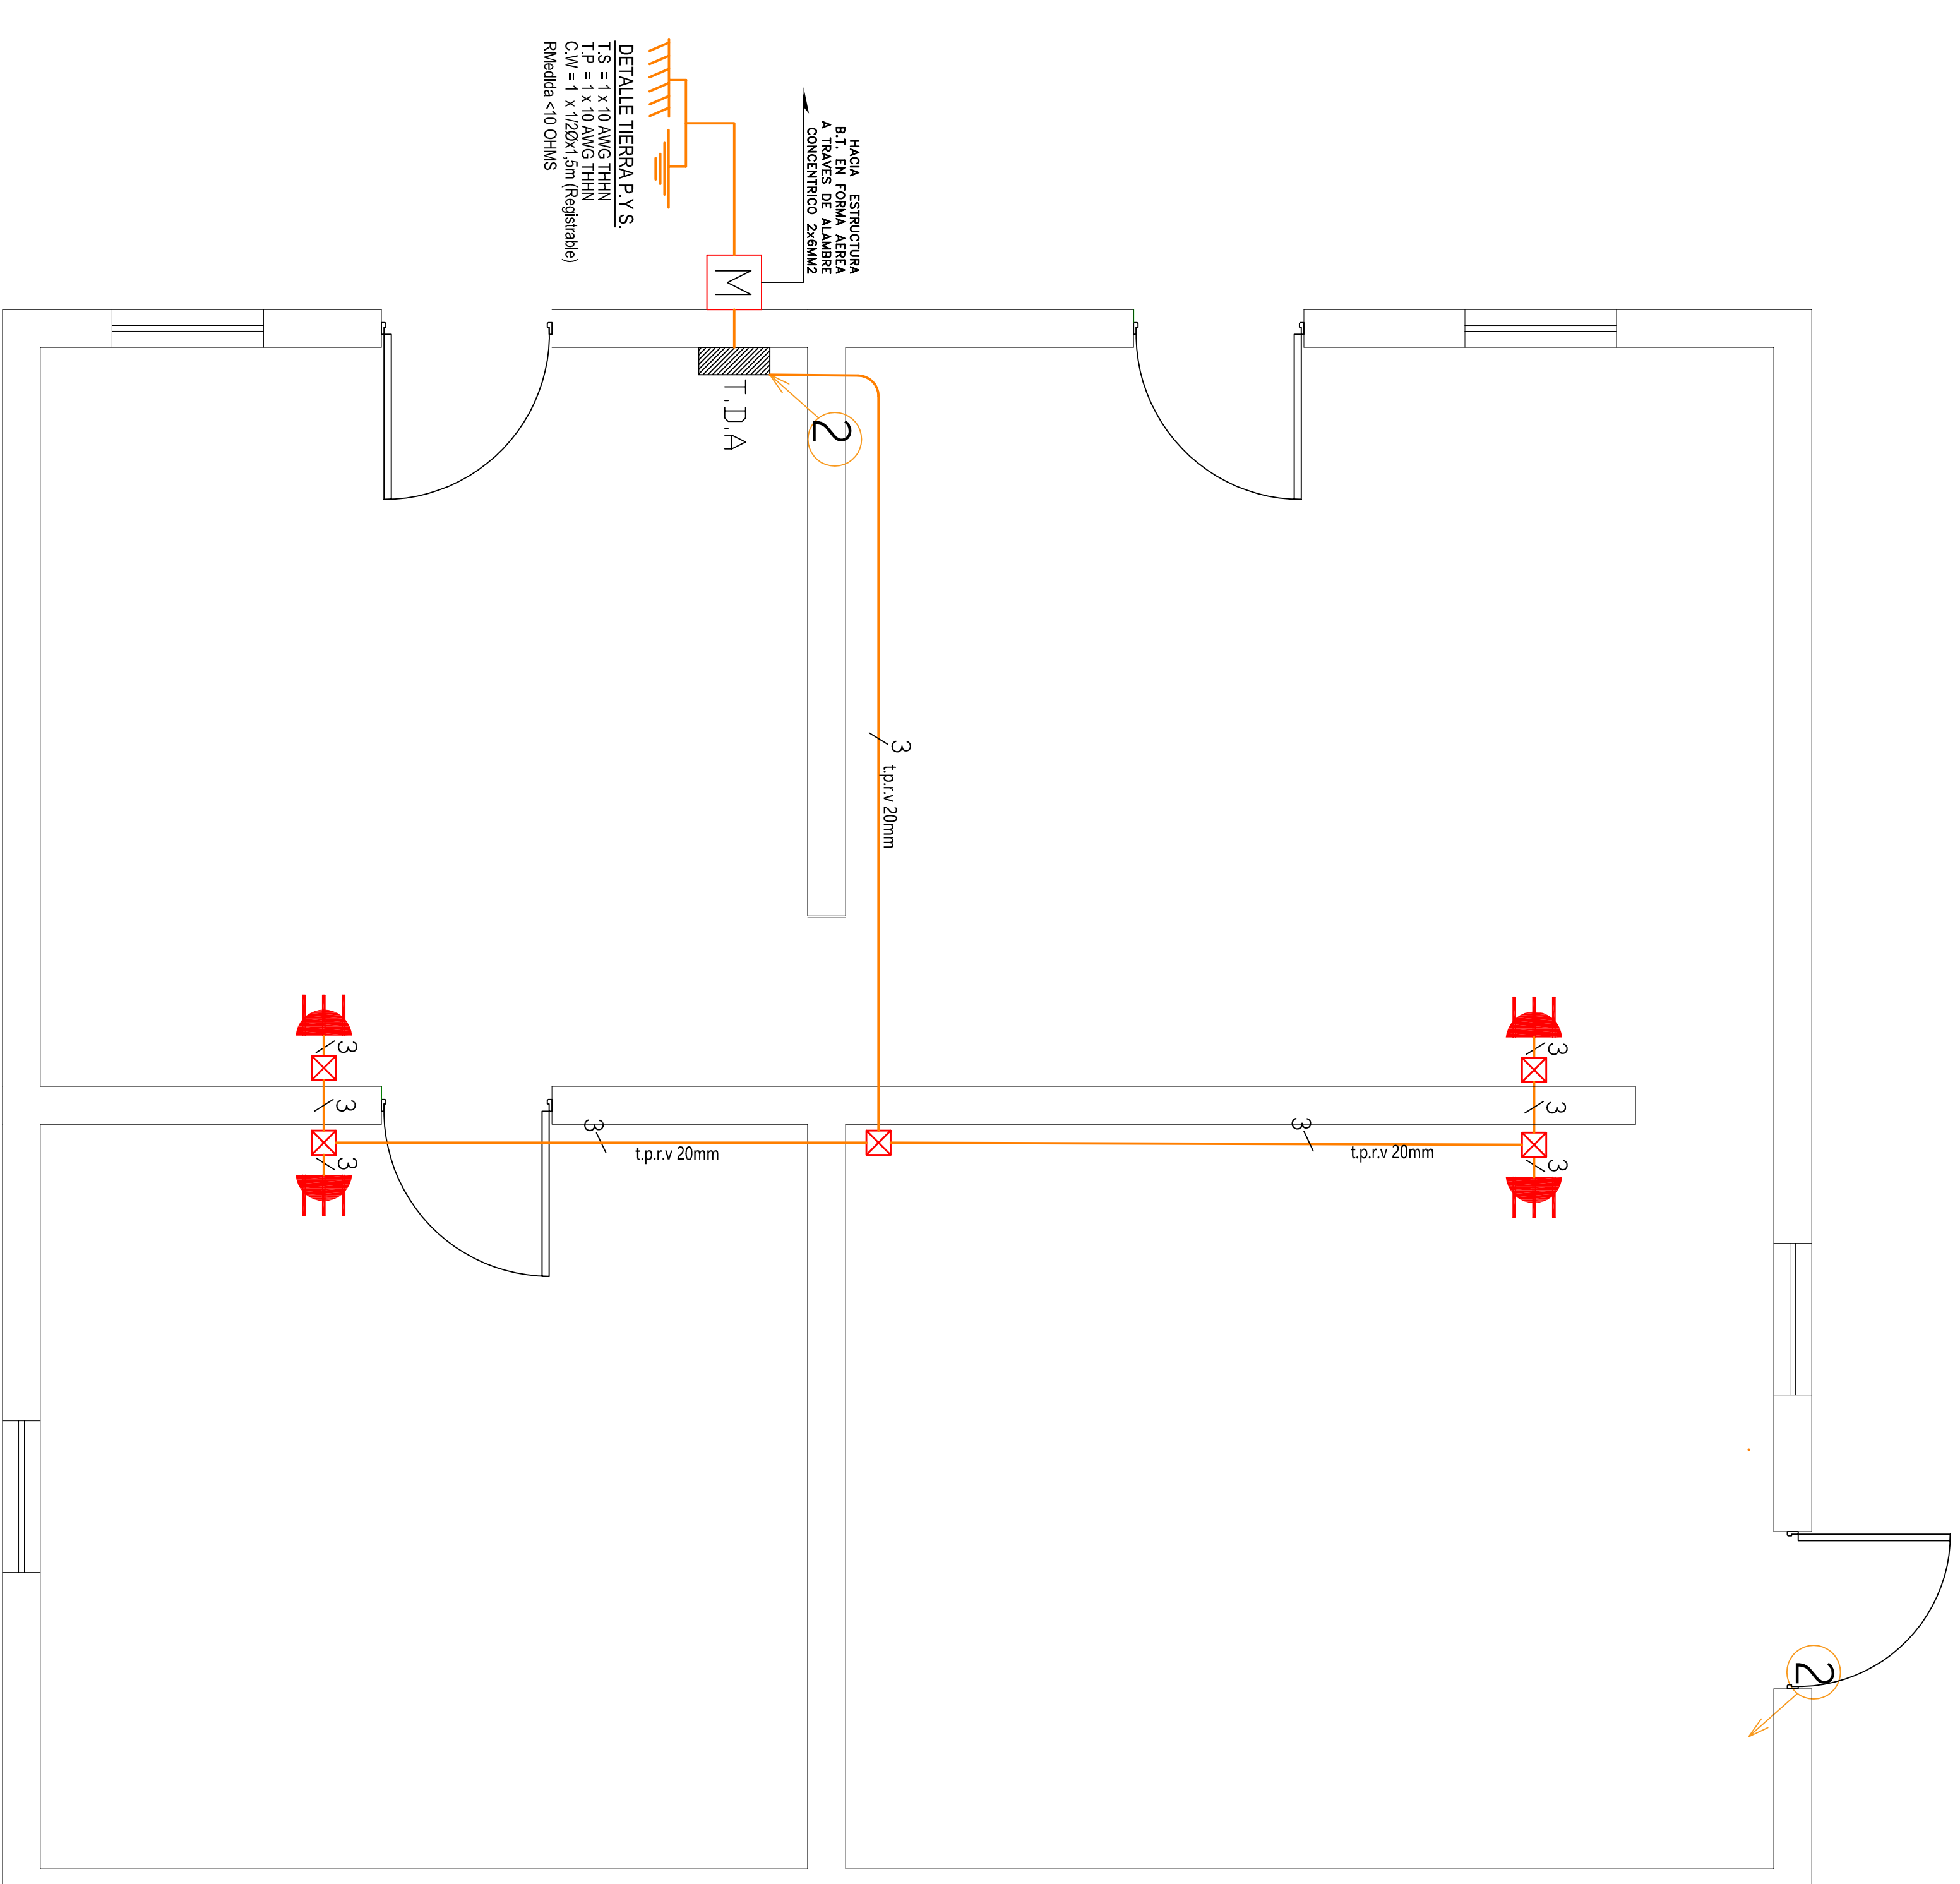 HACIA ESTRUCTURA
B.T. EN FORMA AEREA
A TRAVES DE ALAMBRE
CONCENTRICO 2x6MM2
DETALLE TIERRA P.Y S.
T.S = 1 x 10 AWG THHN
T.P = 1 x 10 AWG THHN
C.W = 1 x 1/2Øx1,5m (Registrable)
RMedida <10 OHMS
M
T.D.A
2
3
t.p.r.v 20mm
3
3
3
3
t.p.r.v 20mm
3
t.p.r.v 20mm
3
3
3
2